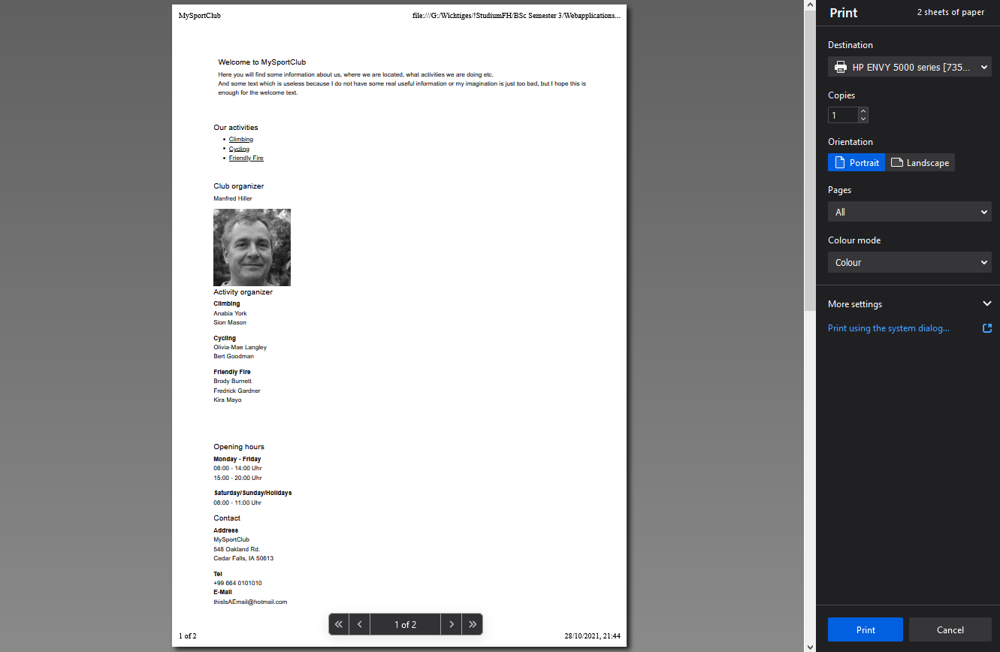 MySportClub
file:///G:/Wichtiges/!StudiumFH/BSc Semester 3/Webapplications...
Welcome to MySportClub
Here you will find some information about us, where we are located, what activities we are doing etc.
And some text which is useless because I do not have some real useful information or my imagination is just too bad, but I hope this is
enough for the welcome text.
Our activities
• Climbing
• Cycling
• Friendly Fire
Club organizer
Manfred Hiller
Activity organizer
Climbing
Anabia York
Sion Mason
Cycling
Olivia-Mae Langley
Bert Goodman
Friendly Fire
Brody Burnett
Fredrick Gardner
Kira Mayo
Opening hours
Monday - Friday
08:00 - 14:00 Uhr
15:00 - 20:00 Uhr
Saturday/Sunday/Holidays
08:00 - 11:00 Uhr
Contact
Address
MySportClub
548 Oakland Rd.
Cedar Falls, IA 50613
Tel
+99 664 0101010
E-Mail
thisIsAEmail@hotmail.com
1 of 2
1 of 2
28/10/2021, 21:44
Print
2 sheets of paper
Destination
HP ENVY 5000 series [735...
Copies
1
Orientation
Portrait
Landscape
Pages
All
Colour mode
Colour
More settings
Print using the system dialog...
Print
Cancel